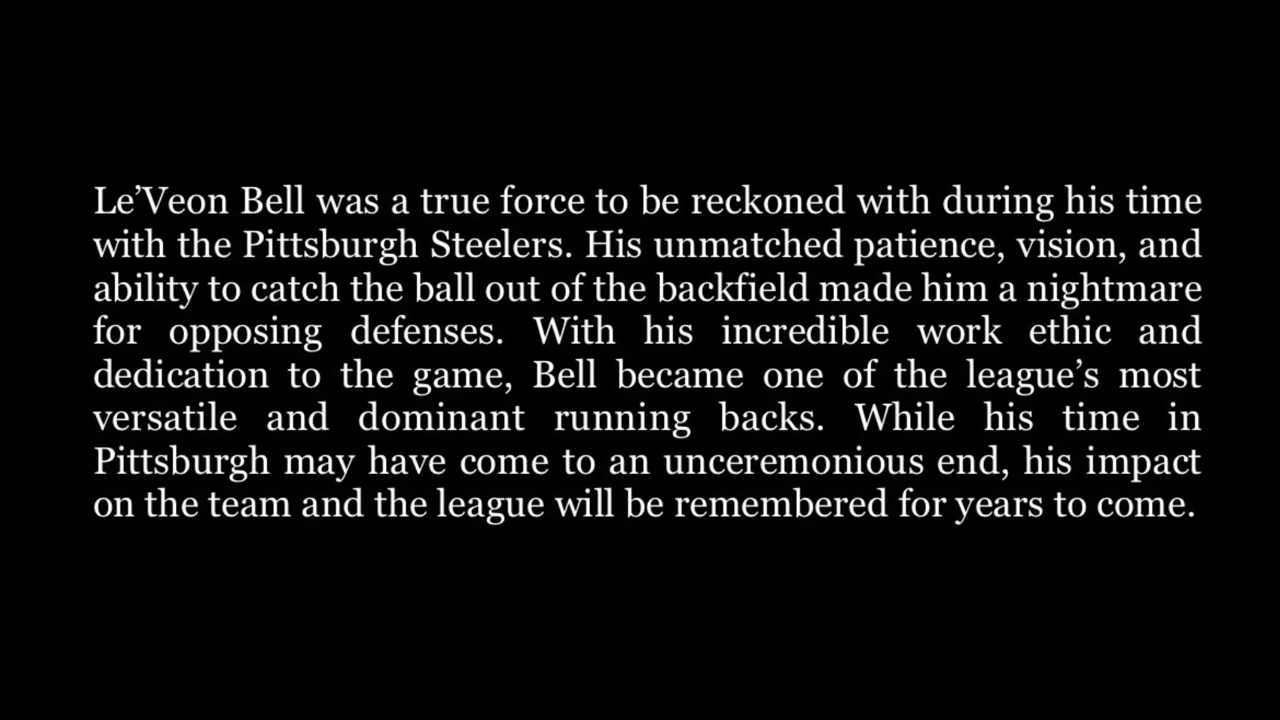 Le’Veon Bell was a true force to be reckoned with during his time
with the Pittsburgh Steelers. His unmatched patience, vision, and
ability to catch the ball out of the backfield made him a nightmare
for opposing defenses. With his incredible work ethic and
dedication to the game, Bell became one of the league’s most
versatile and dominant running backs. While his time in
Pittsburgh may have come to an unceremonious end, his impact
on the team and the league will be remembered for years to come.